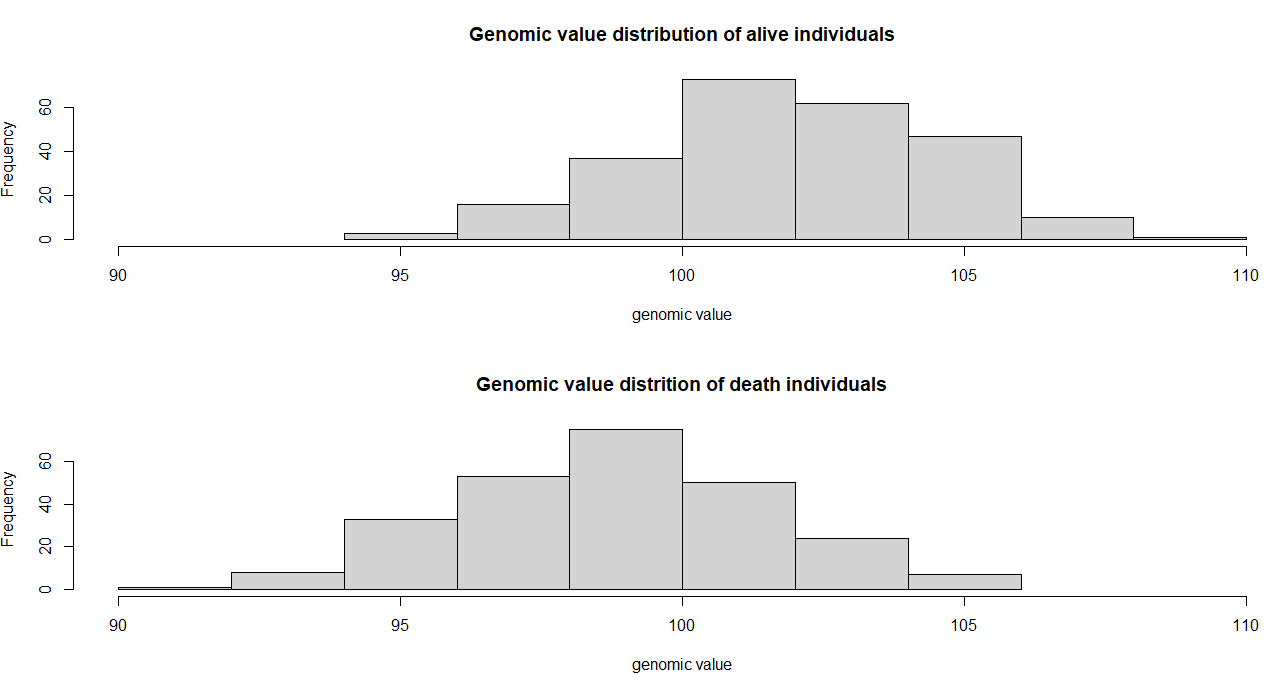 Genomic value distribution of alive individuals
Frequency
60
40
20
0
90 95 100 105 110
genomic value
Genomic value distrition of death individuals
Frequency
60
40
20
0
90 95 100 105 110
genomic value